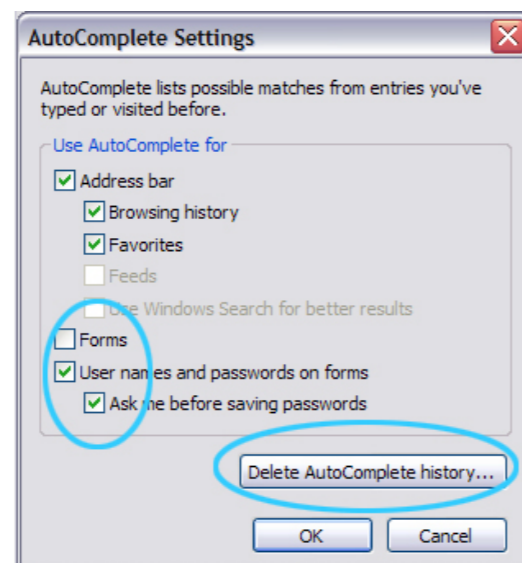 AutoComplete Settings
AutoComplete lists possible matches from entries you've
typed or visited before.
Use AutoComplete for
Address bar
Browsing history
Favorites
Feeds
Use Windows Search for better results
Forms
User names and passwords on forms
Ask me before saving passwords
Delete AutoComplete history...
OK Cancel